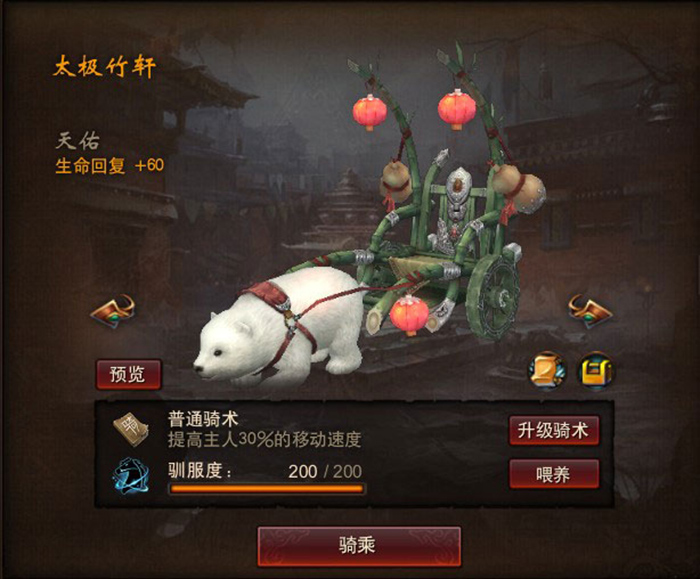 太极竹轩
天佑
生命回复 +60
预览
普通骑术
提高主人30%的移动速度
升级骑术
驯服度： 200 / 200
喂养
骑乘